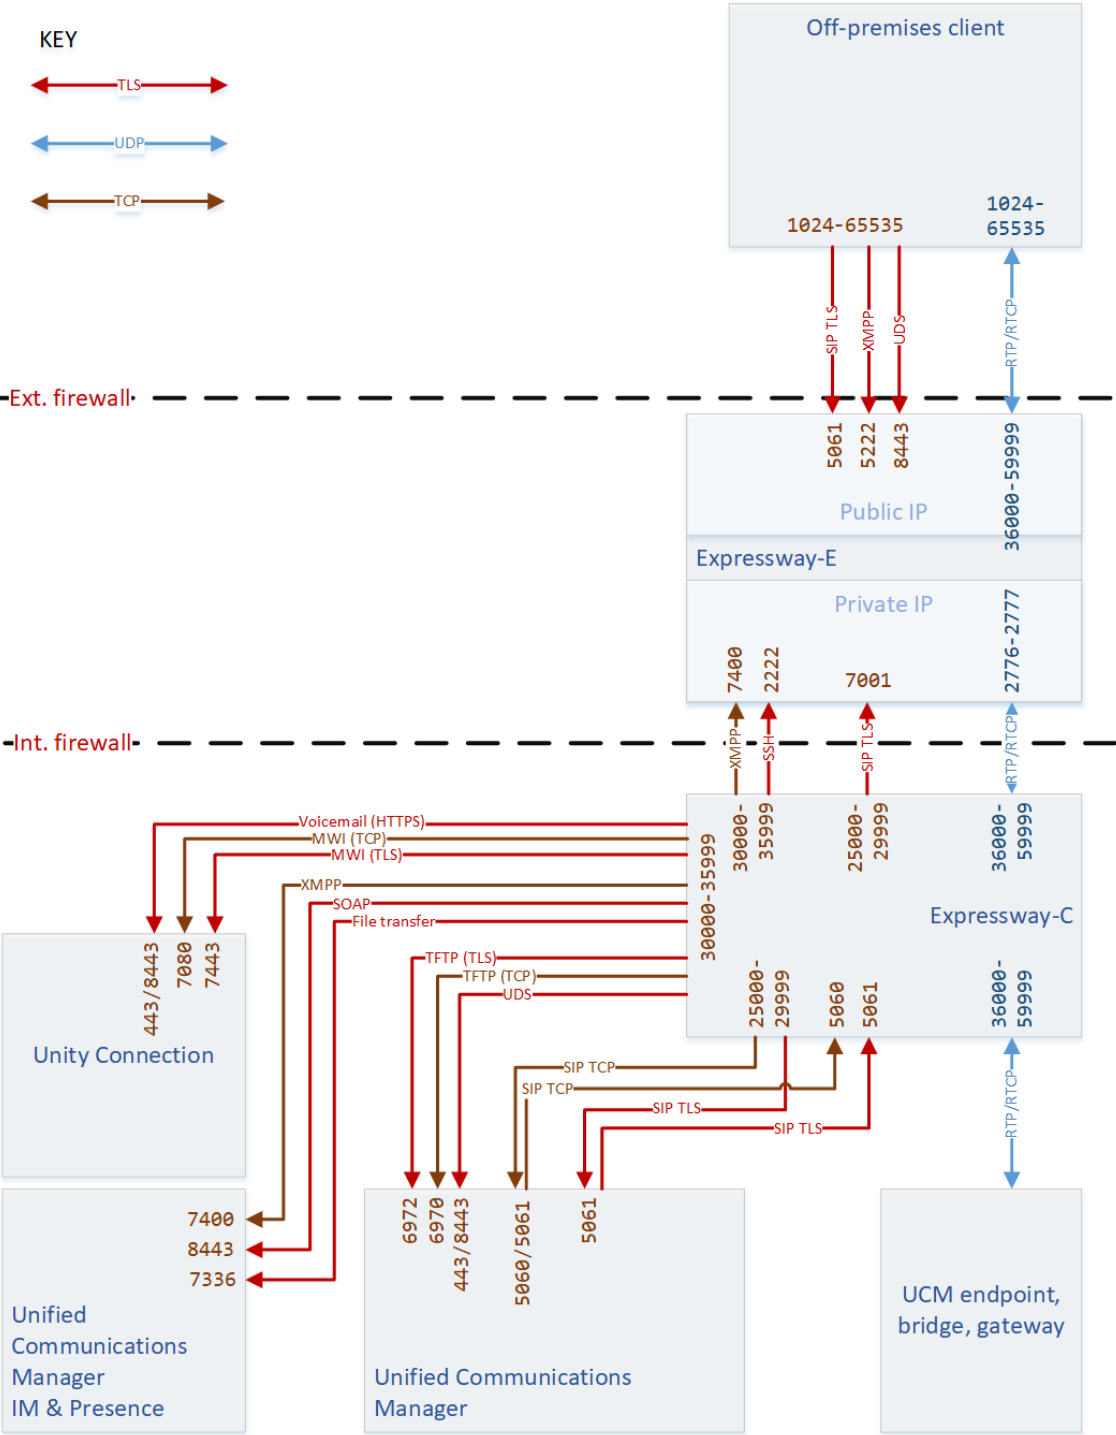 Off-premises client
KEY
TLS
UDP
TCP
1024-65535
1024-
65535
SIP TLS
XMPP
UDS
RTP/RTCP
Ext. firewall
5061
5222
8443
36000-59999
Public IP
Expressway-E
Private IP
7400
2222
7001
2776-2777
Int. firewall
XMPP
SSH
SIP TLS
RTP/RTCP
Voicemail (HTTPS)
MWI (TCP)
MWI (TLS)
XMPP
SOAP
File transfer
TFTP (TLS)
TFTP (TCP)
UDS
30000-35999
30000-
35999
25000-
29999
36000-
59999
Expressway-C
25000-
29999
5060
5061
36000-
59999
443/8443
7080
7443
Unity Connection
SIP TCP
SIP TCP
SIP TLS
SIP TLS
RTP/RTCP
7400
8443
7336
Unified
Communications
Manager
IM & Presence
6972
6970
443/8443
5060/5061
5061
Unified Communications
Manager
UCM endpoint,
bridge, gateway